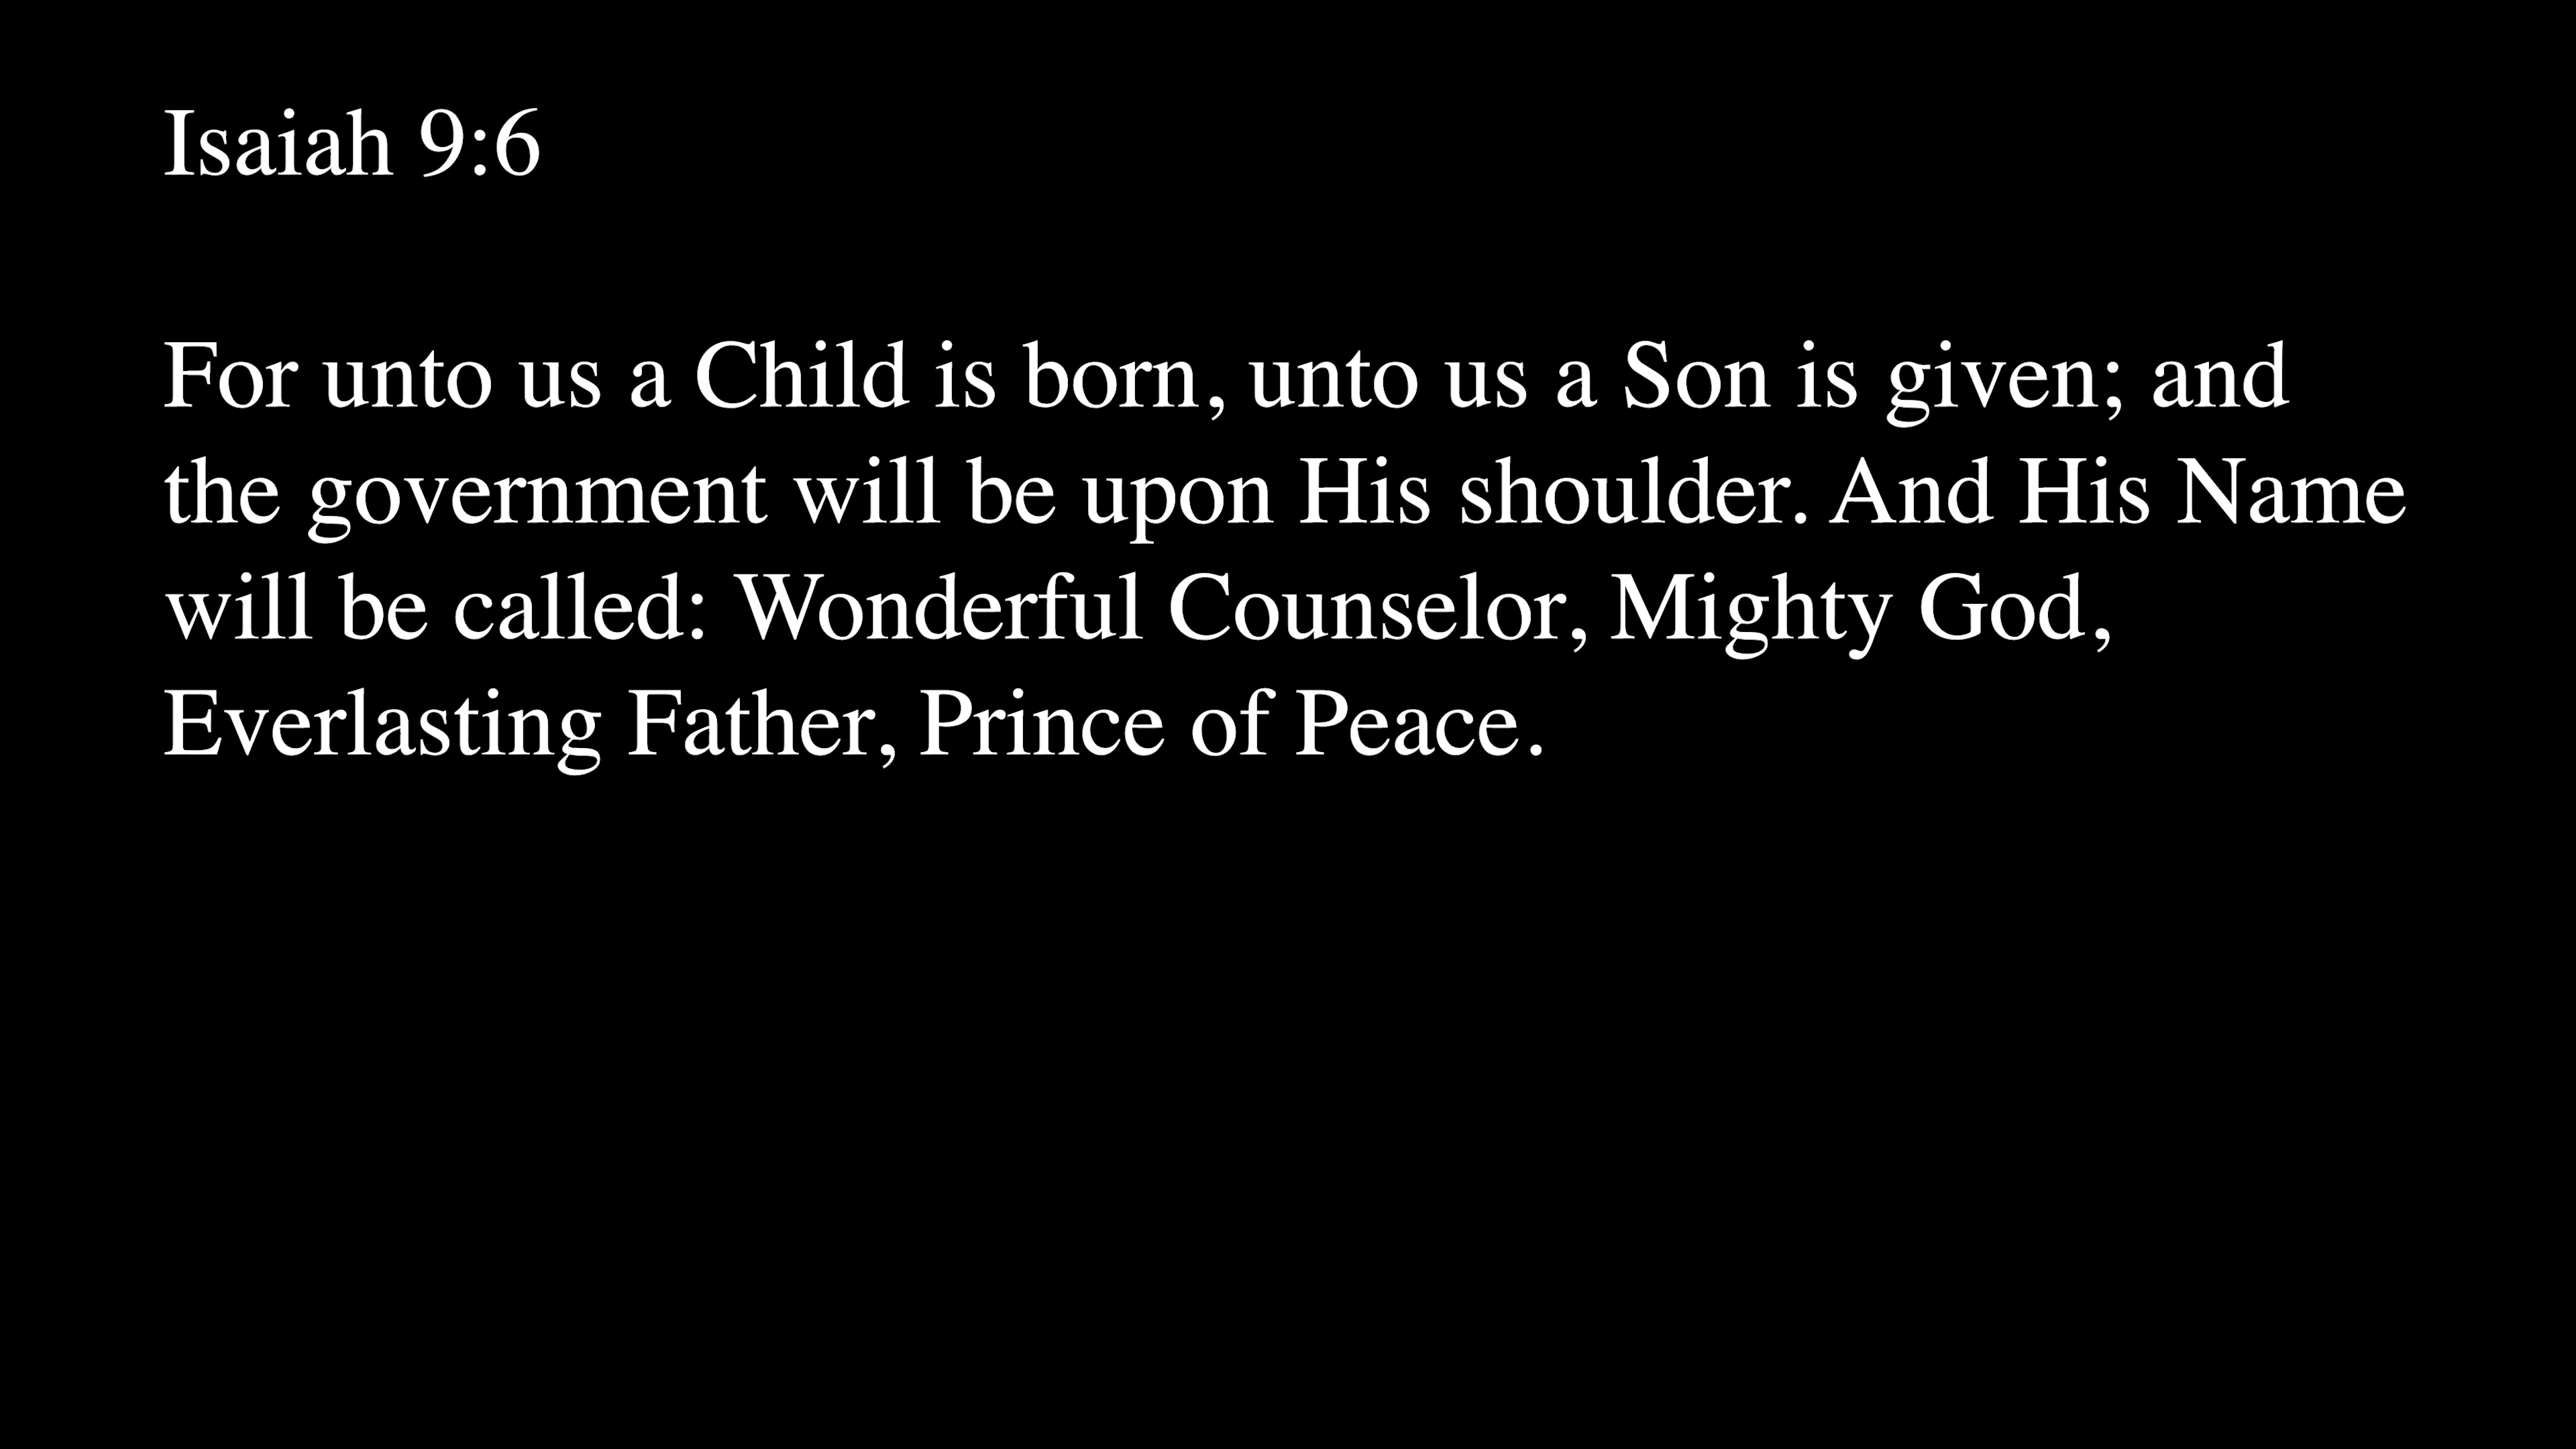 Isaiah 9:6
For unto us a Child is born, unto us a Son is given; and
the government will be upon His shoulder. And His Name
will be called: Wonderful Counselor, Mighty God,
Everlasting Father, Prince of Peace.